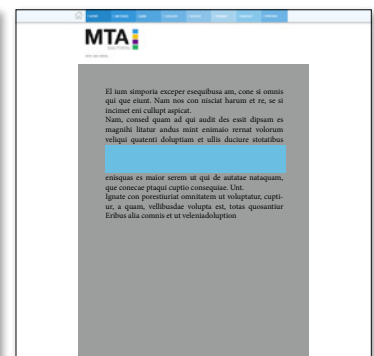 MTA
El ium simporia exceper esequibusa am, cone si omnis
qui que eiunt. Nam nos con nisciat harum et re, se si
incimet eni cullupt aspicat.
Nam, consed quam ad qui audit des essit dipsam es
magnihi litatur andus mint enimaio rernat volorum
veliqui quatenti doloptiam et ullis duciure stotatibus
enisquas es maior serem ut qui de autatae nataquam,
que conecae ptaqui cuptio consequiae. Unt.
Ignate con porestiuriat omnitatem ut voluptatur, cupti-
ur, a quam, vellibusdae volupta est, totas quosantiur
Eribus alia comnis et ut veleniadoluption